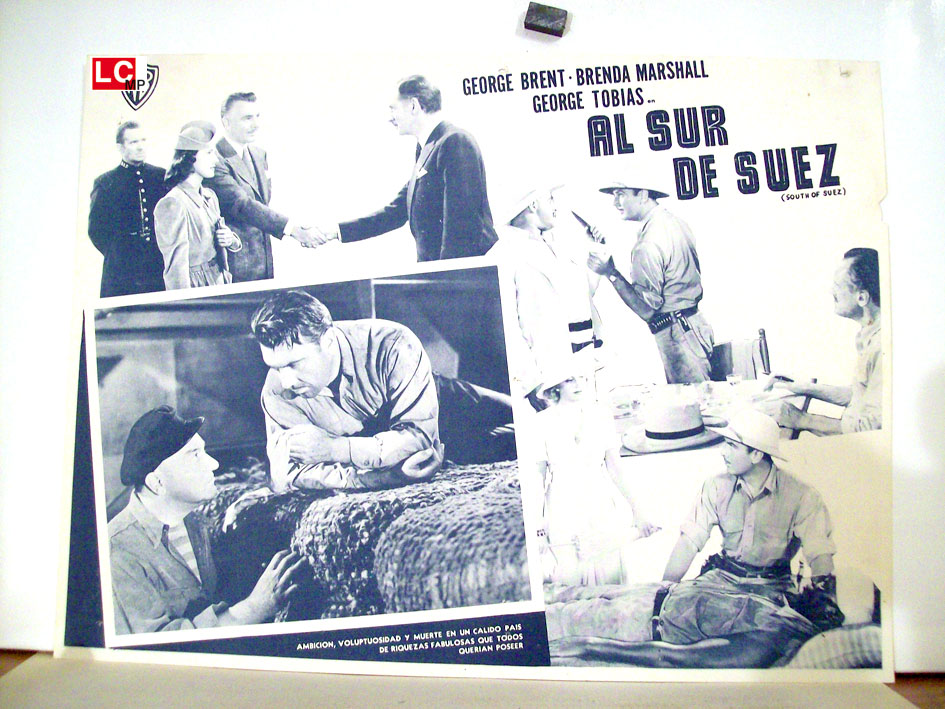 LC
MP
GEORGE BRENT · BRENDA MARSHALL
GEORGE TOBIAS en
AL SUR
DE SUEZ
(SOUTH OF SUEZ)
AMBICION, VOLUPTUOSIDAD Y MUERTE EN UN CALIDO PAIS
DE RIQUEZAS FABULOSAS QUE TODOS
QUERIAN POSEER